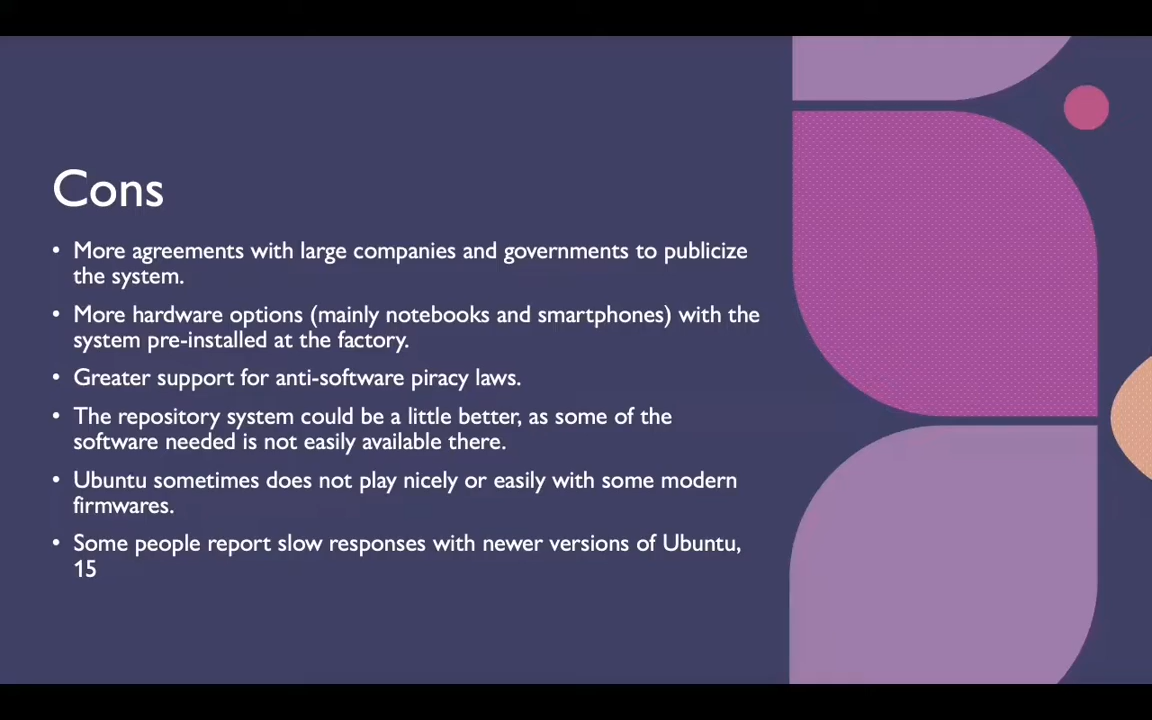 Cons
• More agreements with large companies and governments to publicize
the system.
• More hardware options (mainly notebooks and smartphones) with the
system pre-installed at the factory.
• Greater support for anti-software piracy laws.
• The repository system could be a little better, as some of the
software needed is not easily available there.
• Ubuntu sometimes does not play nicely or easily with some modern
firmwares.
• Some people report slow responses with newer versions of Ubuntu,
15